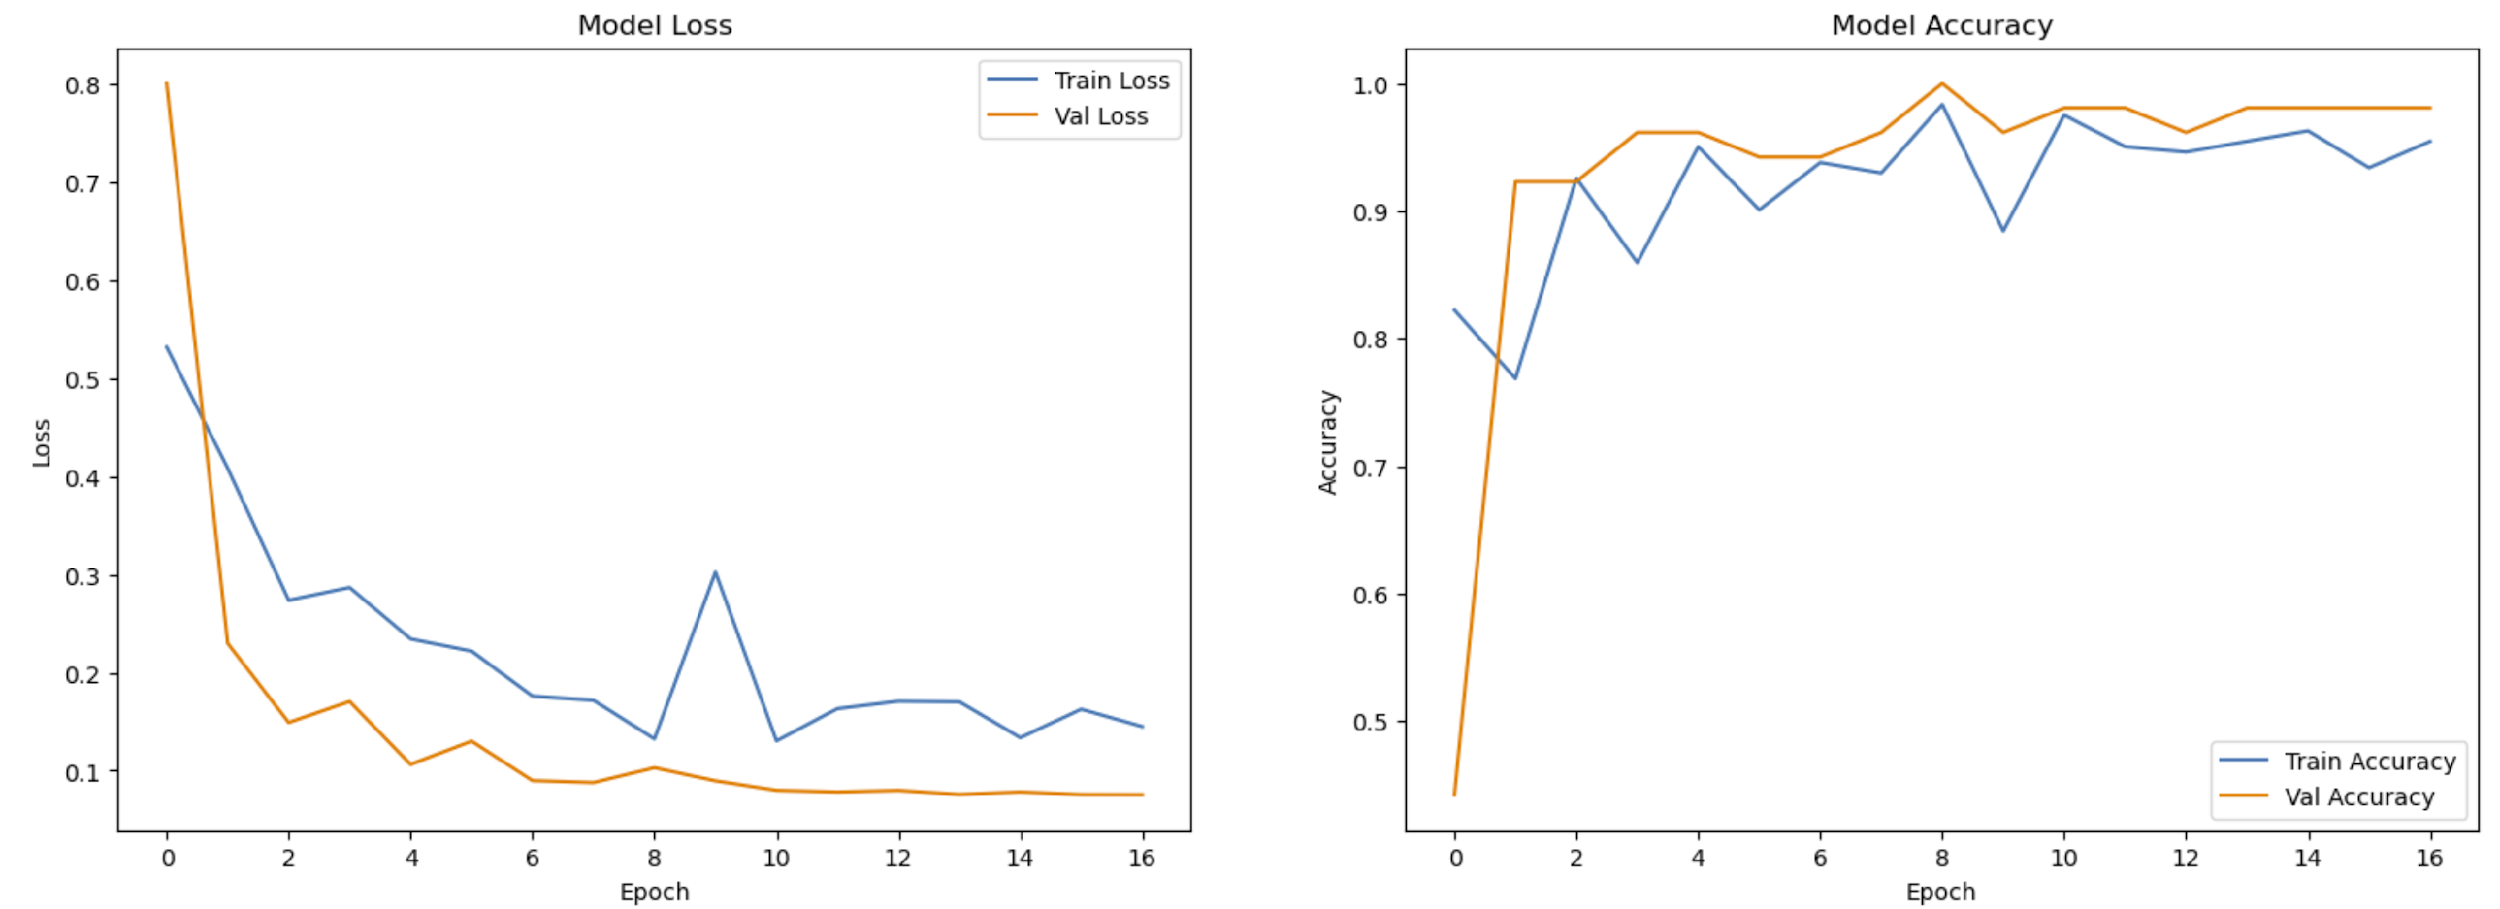 Model Loss
0.8
0.7
0.6
0.5
0.4
0.3
0.2
0.1
Loss
Train Loss
Val Loss
0 2 4 6 8 10 12 14 16
Epoch
Model Accuracy
1.0
0.9
0.8
0.7
0.6
0.5
Accuracy
Train Accuracy
Val Accuracy
0 2 4 6 8 10 12 14 16
Epoch